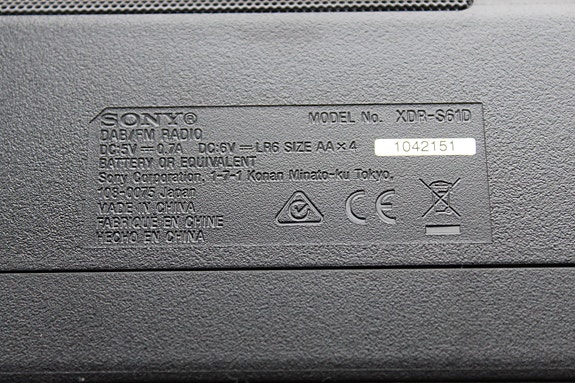 SONY® MODEL No. XDR-S61D
DAB/FM RADIO
DC:5V⎓0.7A DC:6V⎓LR6 SIZE AA×4 1042151
BATTERY OR EQUIVALENT
Sony Corporation, 1-7-1 Konan Minato-ku Tokyo,
108-0075 Japan
MADE IN CHINA
FABRIQUE EN CHINE
HECHO EN CHINA
CE